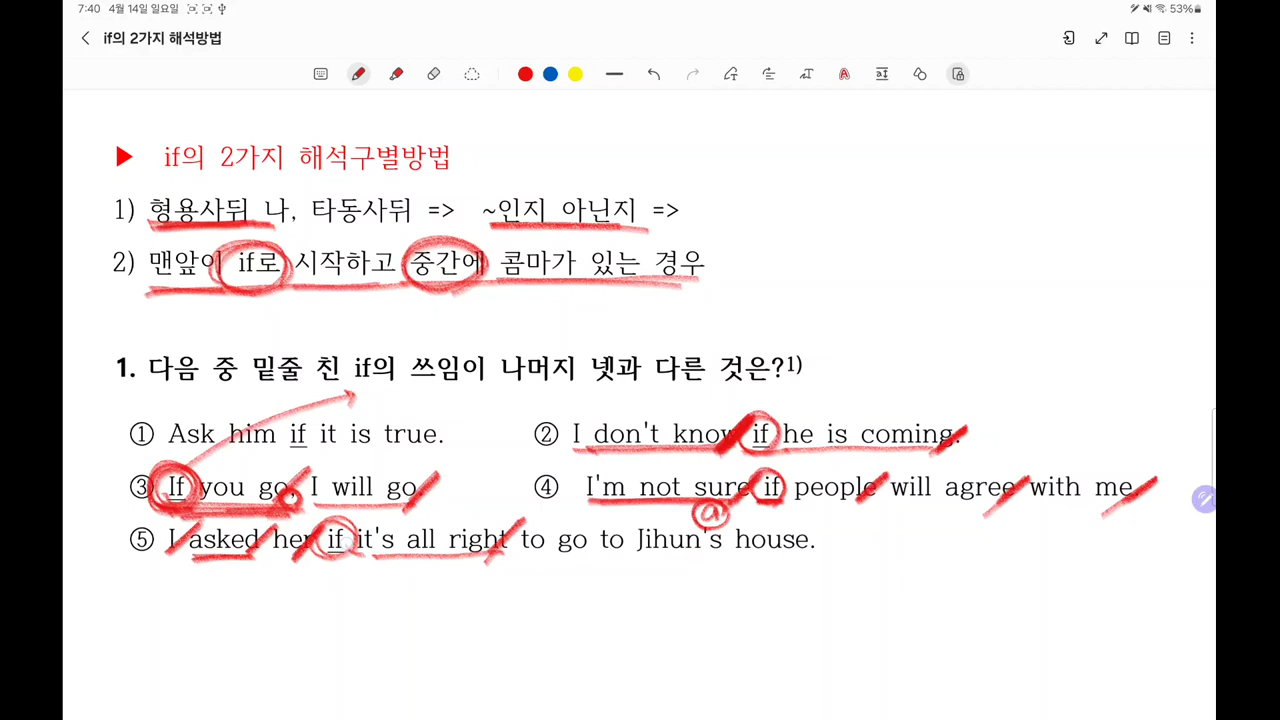 7:40 4월 14일 일요일 53%
if의 2가지 해석방법
▶ if의 2가지 해석구별방법
1) 형용사뒤 나, 타동사뒤 => ~인지 아닌지 =>
2) 맨앞이 if로 시작하고 중간에 콤마가 있는 경우
1. 다음 중 밑줄 친 if의 쓰임이 나머지 넷과 다른 것은?1)
① Ask him if it is true. ② I don't know if he is coming.
③ If you go, I will go. ④ I'm not sure if people will agree with me.
a
⑤ I asked her if it's all right to go to Jihun's house.